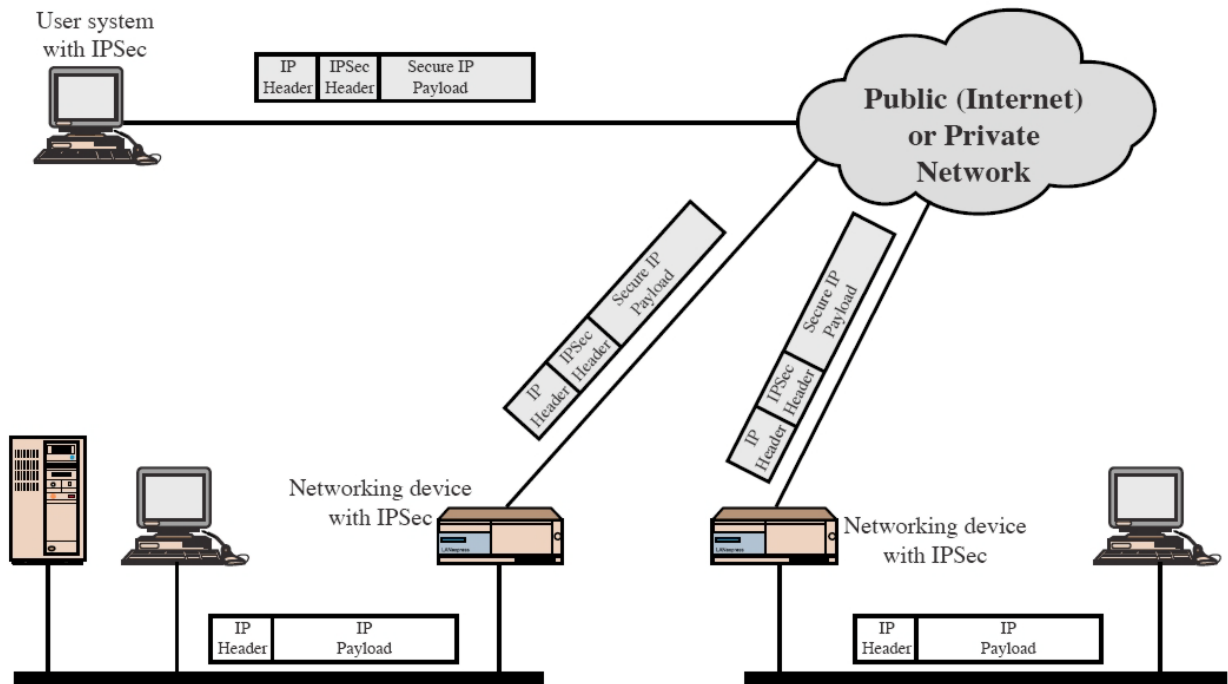 User system
with IPSec
IP
Header
IPSec
Header
Secure IP
Payload
Public (Internet)
or Private
Network
IP
Header
IPSec
Header
Secure IP
Payload
IP
Header
IPSec
Header
Secure IP
Payload
Networking device
with IPSec
Networking device
with IPSec
IP
Header
IP
Payload
IP
Header
IP
Payload